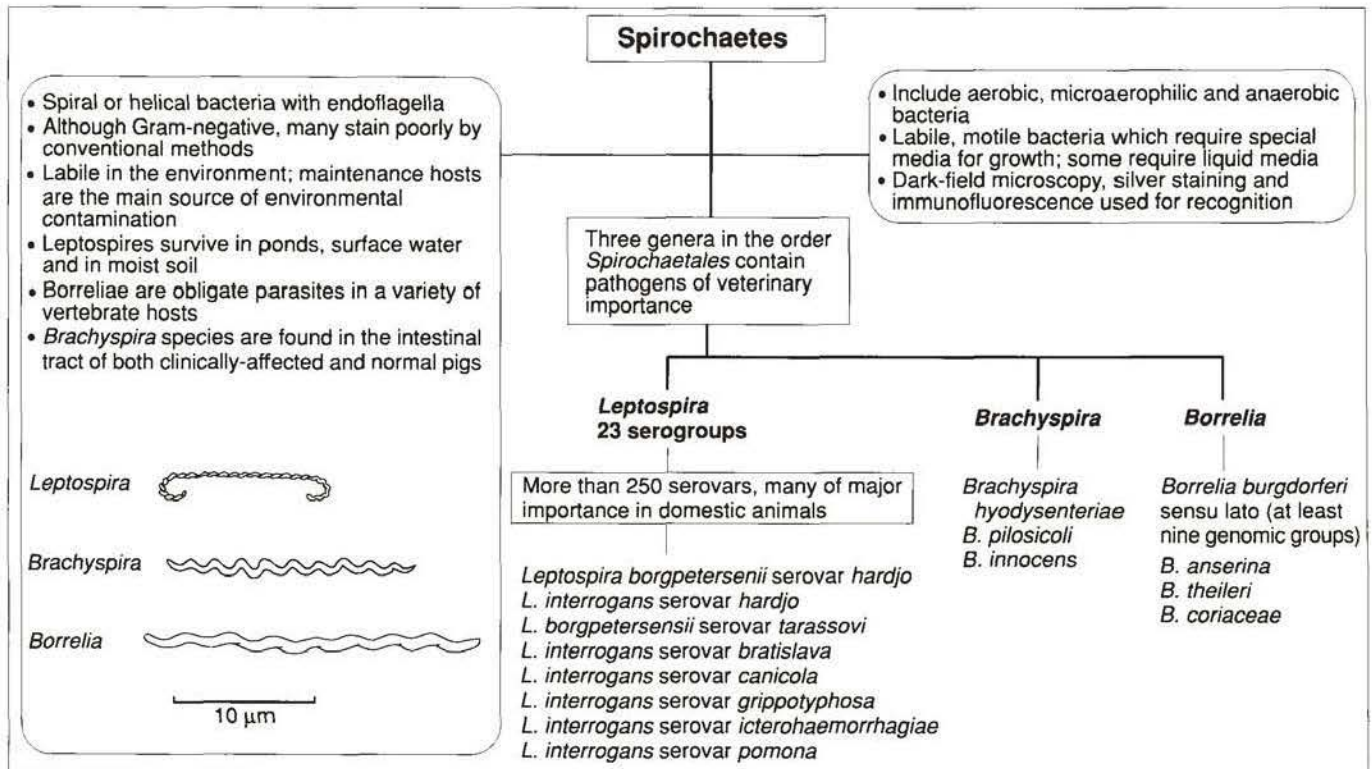 Spirochaetes
• Spiral or helical bacteria with endoflagella
• Although Gram-negative, many stain poorly by
conventional methods
• Labile in the environment; maintenance hosts
are the main source of environmental
contamination
• Leptospires survive in ponds, surface water
and in moist soil
• Borreliae are obligate parasites in a variety of
vertebrate hosts
• Brachyspira species are found in the intestinal
tract of both clinically-affected and normal pigs
Leptospira
Brachyspira
Borrelia
10 µm
• Include aerobic, microaerophilic and anaerobic
bacteria
• Labile, motile bacteria which require special
media for growth; some require liquid media
• Dark-field microscopy, silver staining and
immunofluorescence used for recognition
Three genera in the order
Spirochaetales contain
pathogens of veterinary
importance
Leptospira
23 serogroups
More than 250 serovars, many of major
importance in domestic animals
Leptospira borgpetersenii serovar hardjo
L. interrogans serovar hardjo
L. borgpetersensii serovar tarassovi
L. interrogans serovar bratislava
L. interrogans serovar canicola
L. interrogans serovar grippotyphosa
L. interrogans serovar icterohaemorrhagiae
L. interrogans serovar pomona
Brachyspira
Brachyspira
hyodysenteriae
B. pilosicoli
B. innocens
Borrelia
Borrelia burgdorferi
sensu lato (at least
nine genomic groups)
B. anserina
B. theileri
B. coriaceae